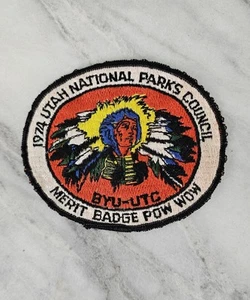 1974 UTAH NATIONAL PARKS COUNCIL
BYU-UTC
MERIT BADGE POW WOW